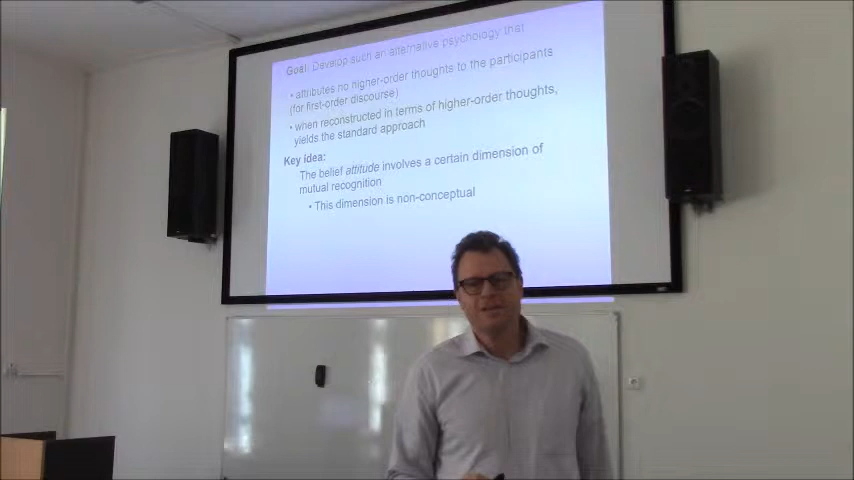 Goal: Develop such an alternative psychology that
• attributes no higher-order thoughts to the participants
(for first-order discourse)
• when reconstructed in terms of higher-order thoughts,
yields the standard approach
Key idea:
The belief attitude involves a certain dimension of
mutual recognition
• This dimension is non-conceptual